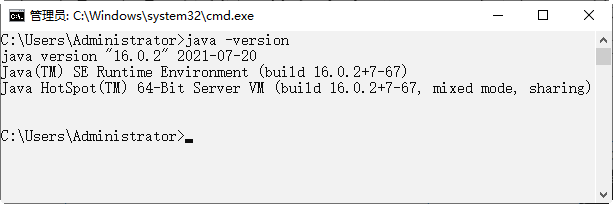 管理员: C:\Windows\system32\cmd.exe
C:\Users\Administrator>java -version
java version "16.0.2" 2021-07-20
Java(TM) SE Runtime Environment (build 16.0.2+7-67)
Java HotSpot(TM) 64-Bit Server VM (build 16.0.2+7-67, mixed mode, sharing)
C:\Users\Administrator>